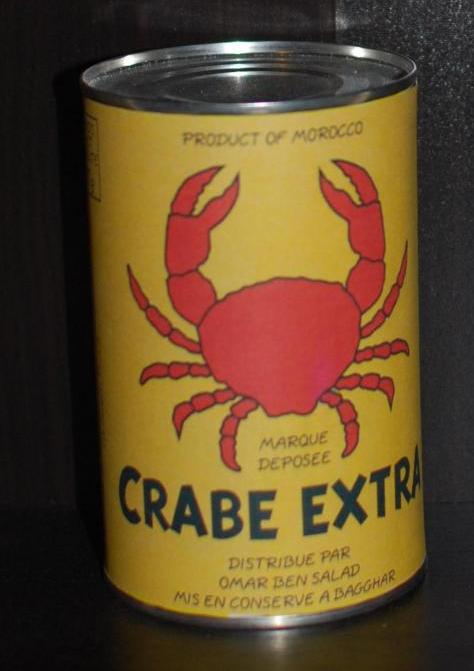 PRODUCT OF MOROCCO
MARQUE
DEPOSEE
CRABE EXTRA
DISTRIBUE PAR
OMAR BEN SALAD
MIS EN CONSERVE A BAGGHAR